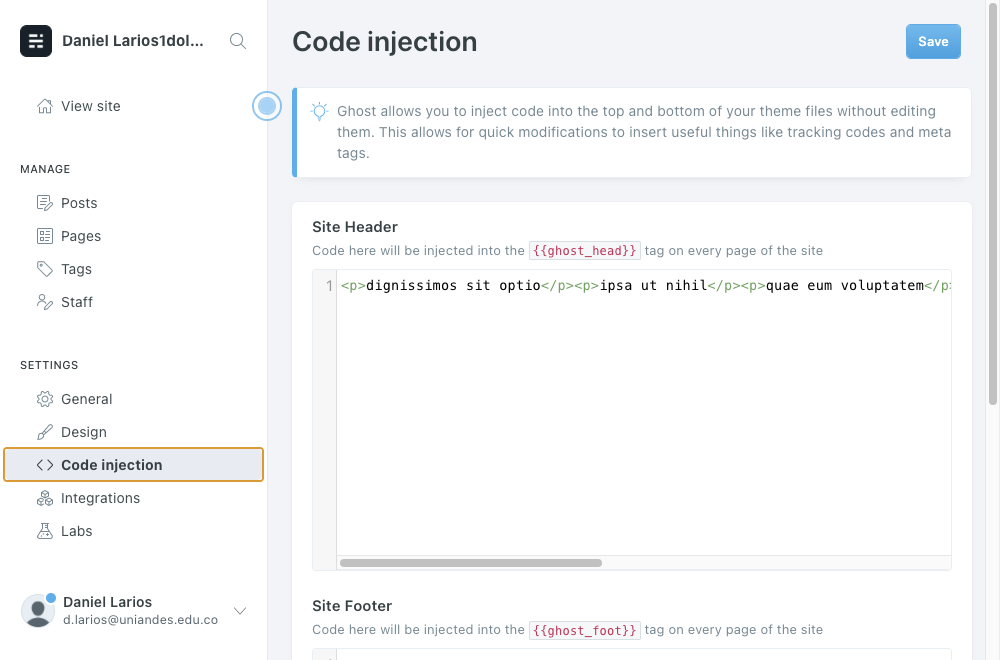 Daniel Larios1dol...
View site
MANAGE
Posts
Pages
Tags
Staff
SETTINGS
General
Design
Code injection
Integrations
Labs
Daniel Larios
d.larios@uniandes.edu.co
Code injection
Save
Ghost allows you to inject code into the top and bottom of your theme files without editing
them. This allows for quick modifications to insert useful things like tracking codes and meta
tags.
Site Header
Code here will be injected into the {{ghost_head}} tag on every page of the site
1 <p>dignissimos sit optio</p><p>ipsa ut nihil</p><p>quae eum voluptatem</p>
Site Footer
Code here will be injected into the {{ghost_foot}} tag on every page of the site